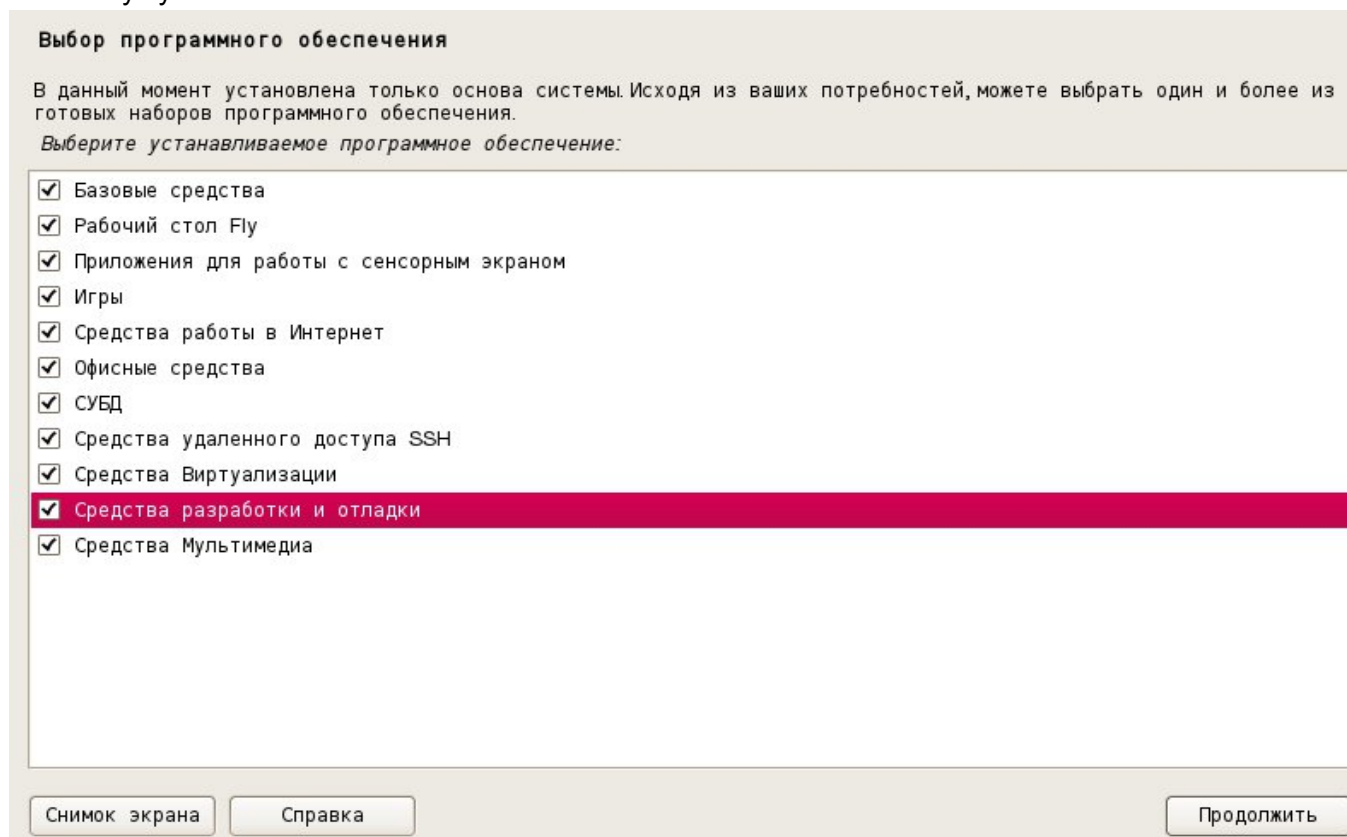 Выбор программного обеспечения
В данный момент установлена только основа системы. Исходя из ваших потребностей, можете выбрать один и более из
готовых наборов программного обеспечения.
Выберите устанавливаемое программное обеспечение:
Базовые средства
Рабочий стол Fly
Приложения для работы с сенсорным экраном
Игры
Средства работы в Интернет
Офисные средства
СУБД
Средства удаленного доступа SSH
Средства Виртуализации
Средства разработки и отладки
Средства Мультимедиа
Снимок экрана Справка Продолжить